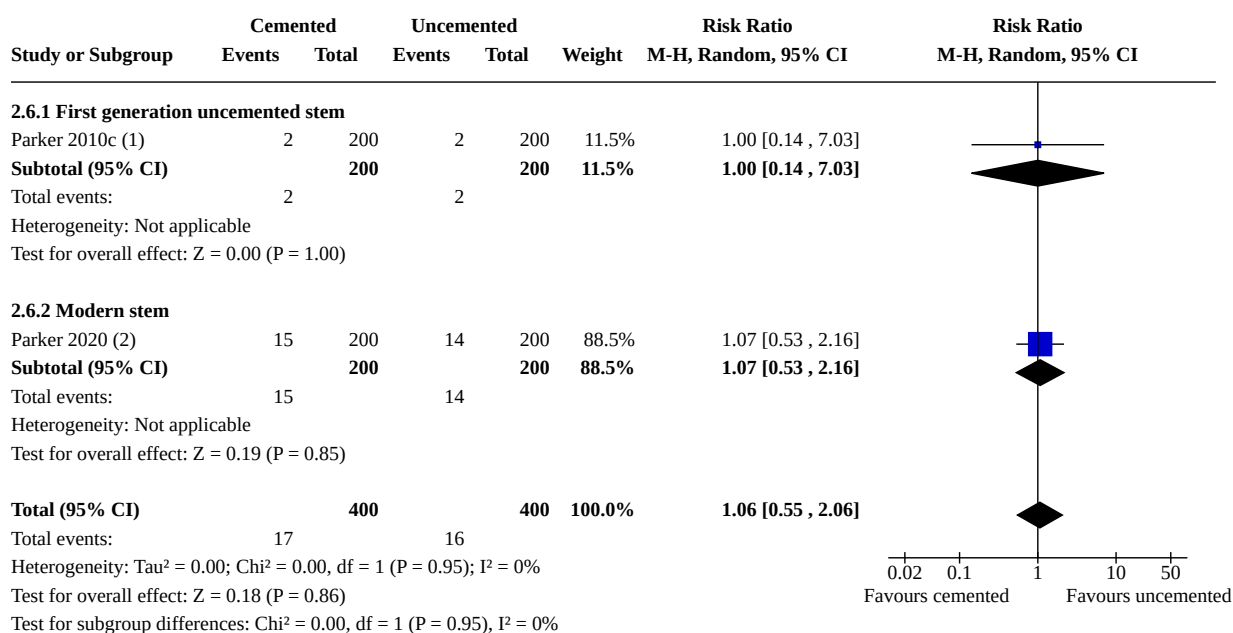 Cemented Uncemented Risk Ratio Risk Ratio
Study or Subgroup Events Total Events Total Weight M-H, Random, 95% CI M-H, Random, 95% CI
2.6.1 First generation uncemented stem
Parker 2010c (1) 2 200 2 200 11.5% 1.00 [0.14 , 7.03]
Subtotal (95% CI) 200 200 11.5% 1.00 [0.14 , 7.03]
Total events: 2 2
Heterogeneity: Not applicable
Test for overall effect: Z = 0.00 (P = 1.00)
2.6.2 Modern stem
Parker 2020 (2) 15 200 14 200 88.5% 1.07 [0.53 , 2.16]
Subtotal (95% CI) 200 200 88.5% 1.07 [0.53 , 2.16]
Total events: 15 14
Heterogeneity: Not applicable
Test for overall effect: Z = 0.19 (P = 0.85)
Total (95% CI) 400 400 100.0% 1.06 [0.55 , 2.06]
Total events: 17 16
Heterogeneity: Tau² = 0.00; Chi² = 0.00, df = 1 (P = 0.95); I² = 0%
0.02 0.1 1 10 50
Test for overall effect: Z = 0.18 (P = 0.86)
Favours cemented Favours uncemented
Test for subgroup differences: Chi² = 0.00, df = 1 (P = 0.95), I² = 0%